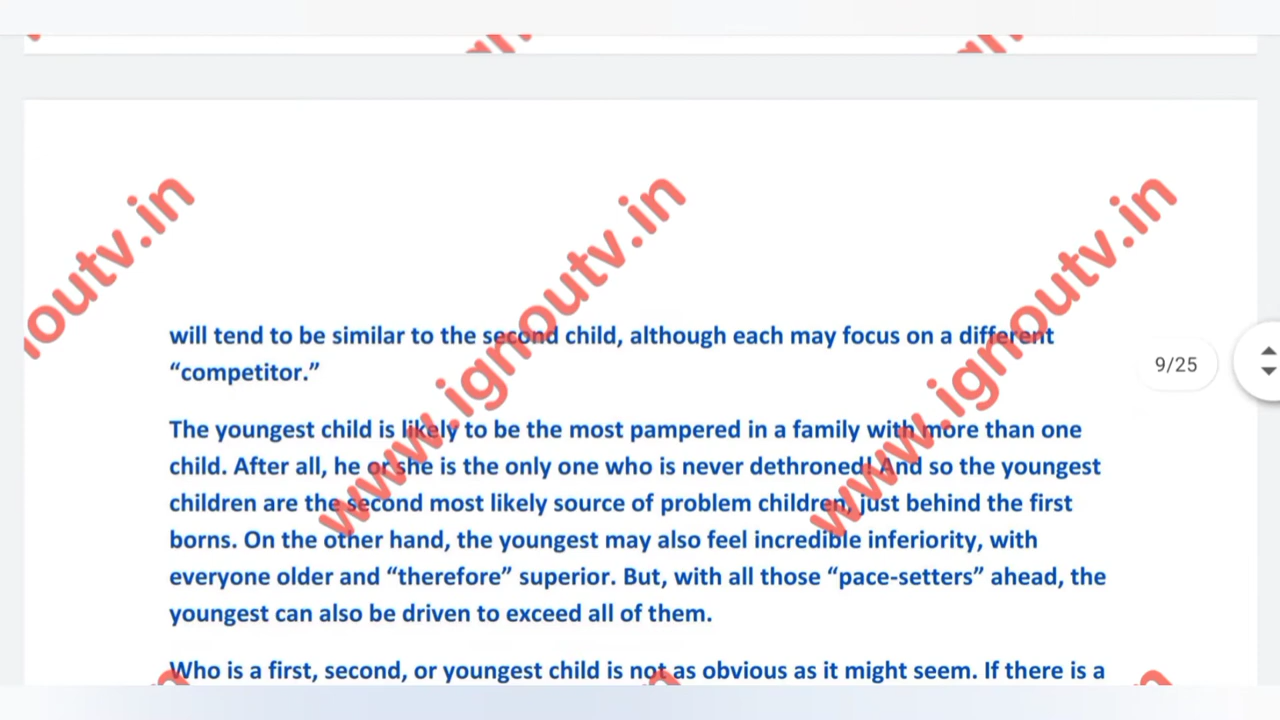 www.ignoutv.in
www.ignoutv.in
noutv.in
will tend to be similar to the second child, although each may focus on a different
“competitor.”
9/25
The youngest child is likely to be the most pampered in a family with more than one
child. After all, he or she is the only one who is never dethroned! And so the youngest
children are the second most likely source of problem children, just behind the first
borns. On the other hand, the youngest may also feel incredible inferiority, with
everyone older and “therefore” superior. But, with all those “pace-setters” ahead, the
youngest can also be driven to exceed all of them.
Who is a first, second, or youngest child is not as obvious as it might seem. If there is a